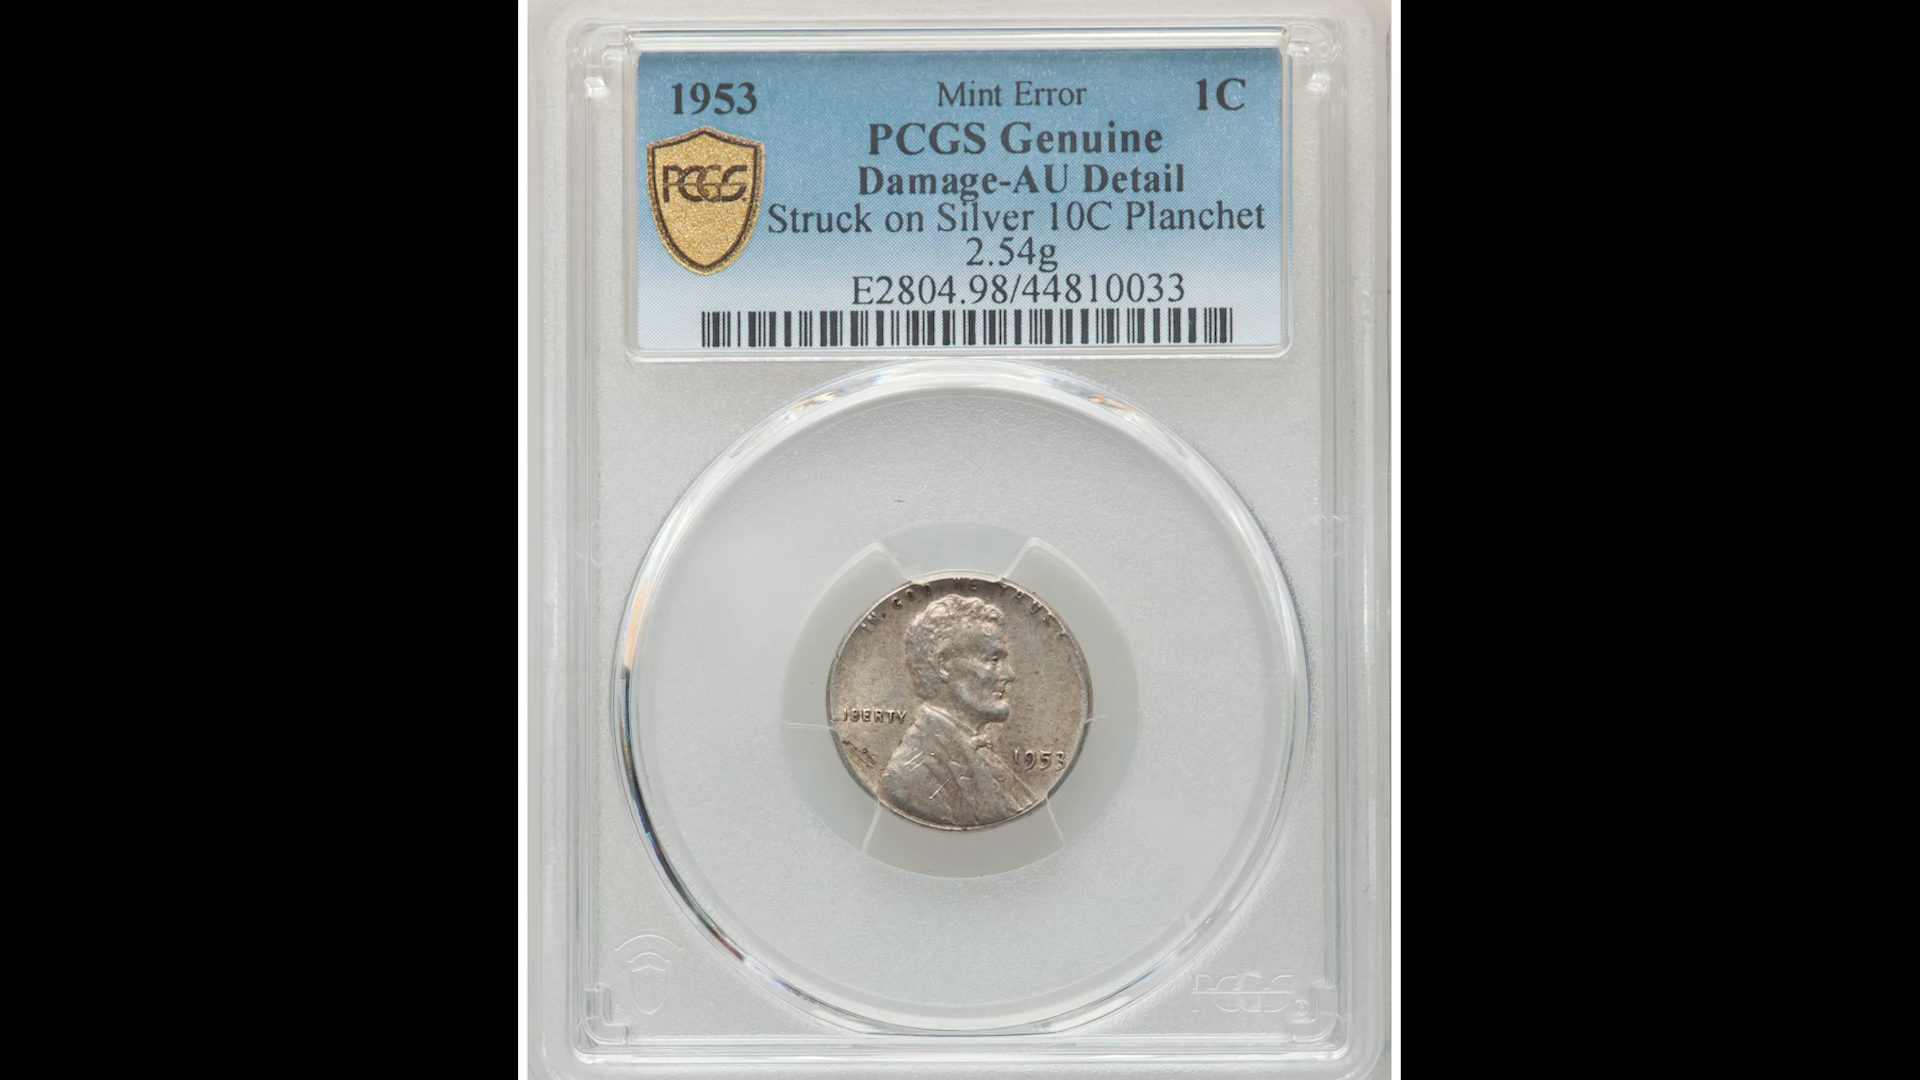 1953 Mint Error 1C
PCGS Genuine
PCGS
Damage-AU Detail
Struck on Silver 10C Planchet
2.54g
E2804.98/44810033
IN GOD WE TRUST
LIBERTY
1953
PCGS